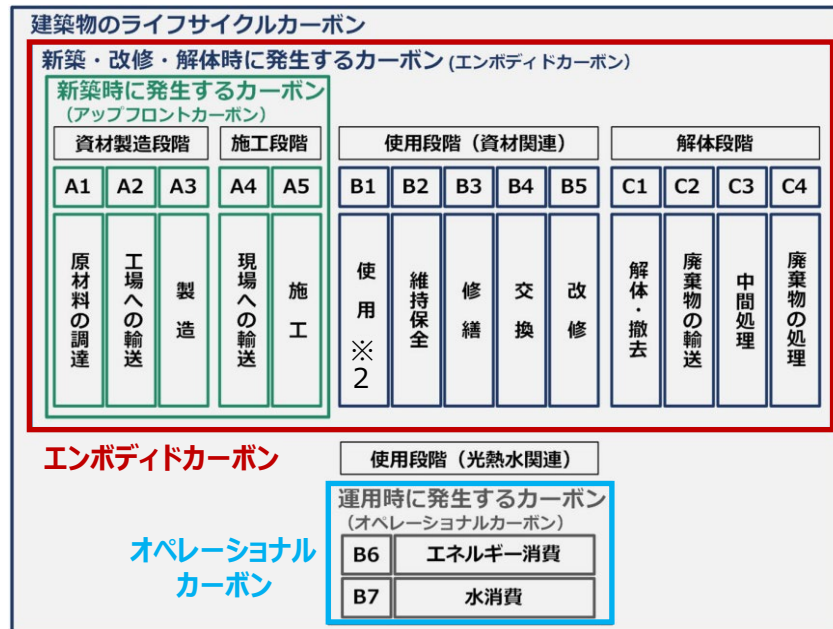 建築物のライフサイクルカーボン
新築・改修・解体時に発生するカーボン(エンボディドカーボン)
新築時に発生するカーボン
(アップフロントカーボン)
資材製造段階
施工段階
使用段階(資材関連)
解体段階
A1
A2
A3
A4
A5
B1
B2
B3
B4
B5
C1
C2
C3
C4
原材料の調達
工場への輸送
製造
現場への輸送
施工
使用※2
維持保全
修繕
交換
改修
解体・撤去
廃棄物の輸送
中間処理
廃棄物の処理
エンボディドカーボン
使用段階(光熱水関連)
運用時に発生するカーボン
(オペレーショナルカーボン)
オペレーショナル
カーボン
B6 エネルギー消費
B7 水消費